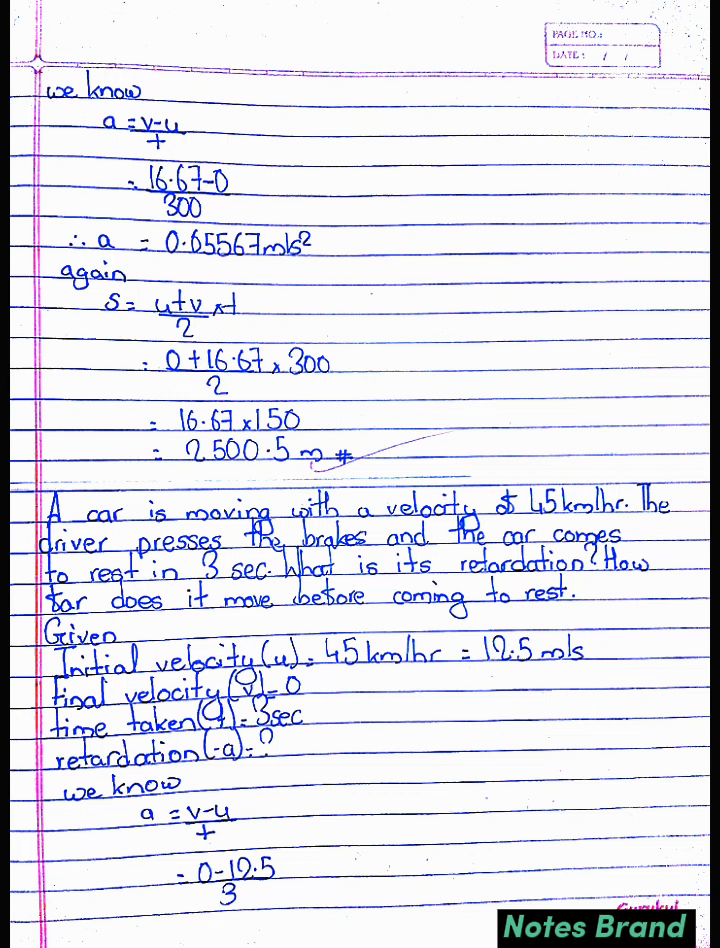 PAGE NO.:
DATE: / /
we know
a = v-u
t
= 16.67-0
300
∴ a = 0.05567m/s²
again
s = u+v × t
2
= 0+16.67 × 300
2
= 16.67×150
= 2500.5 m #
A car is moving with a velocity of 45km/hr. The
driver presses the brakes and the car comes
to rest in 3 sec. What is its retardation? How
far does it move before coming to rest.
Given
Initial velocity(u) = 45km/hr = 12.5 m/s
final velocity(v) = 0
time taken(t) = 3sec
retardation(-a) = ?
we know
a = v-u
t
= 0-12.5
3
Notes Brand